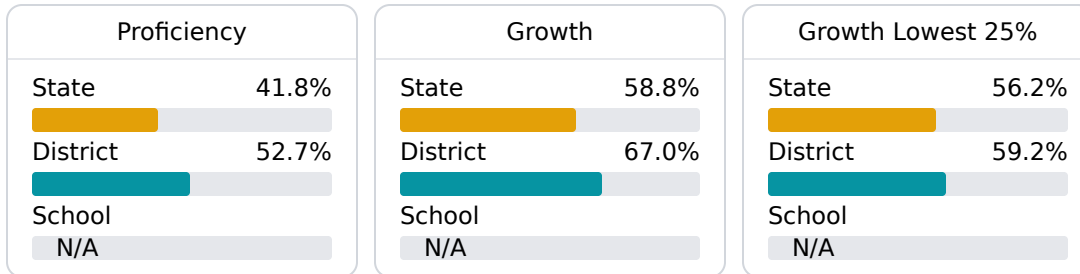 Proficiency
State 41.8%
District 52.7%
School
N/A
Growth
State 58.8%
District 67.0%
School
N/A
Growth Lowest 25%
State 56.2%
District 59.2%
School
N/A